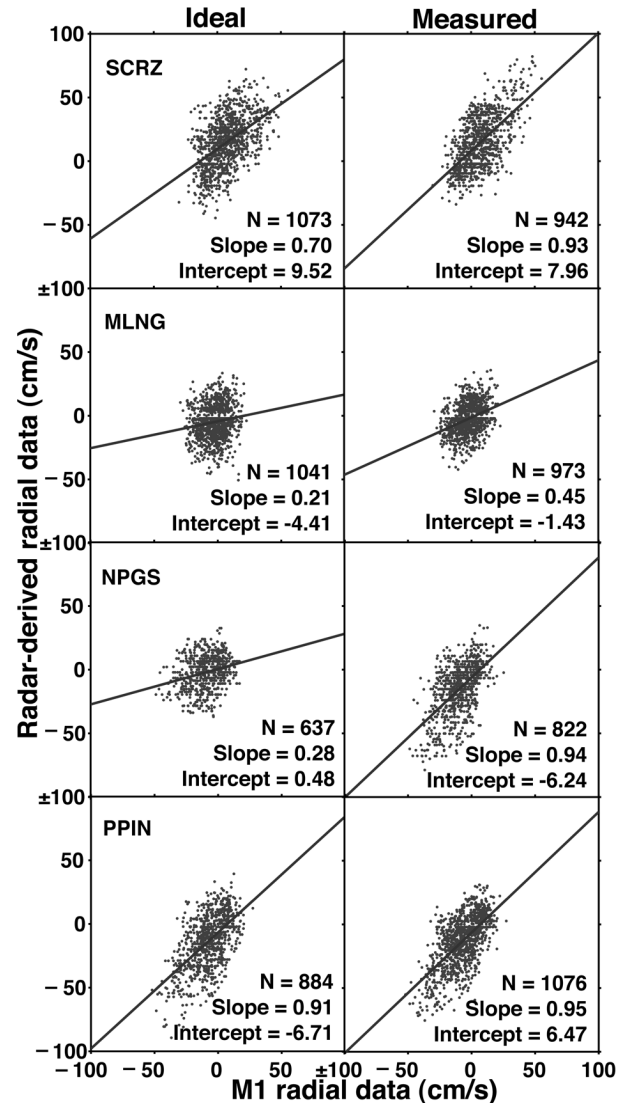 Ideal
Measured
Radar-derived radial data (cm/s)
100
SCRZ
50
0
−50
N = 1073
Slope = 0.70
Intercept = 9.52
N = 942
Slope = 0.93
Intercept = 7.96
±100
MLNG
50
0
−50
N = 1041
Slope = 0.21
Intercept = -4.41
N = 973
Slope = 0.45
Intercept = -1.43
±100
NPGS
50
0
−50
N = 637
Slope = 0.28
Intercept = 0.48
N = 822
Slope = 0.94
Intercept = -6.24
±100
PPIN
50
0
−50
N = 884
Slope = 0.91
Intercept = -6.71
N = 1076
Slope = 0.95
Intercept = 6.47
−100
−100 −50 0 50 ±100 −50 0 50 100
M1 radial data (cm/s)